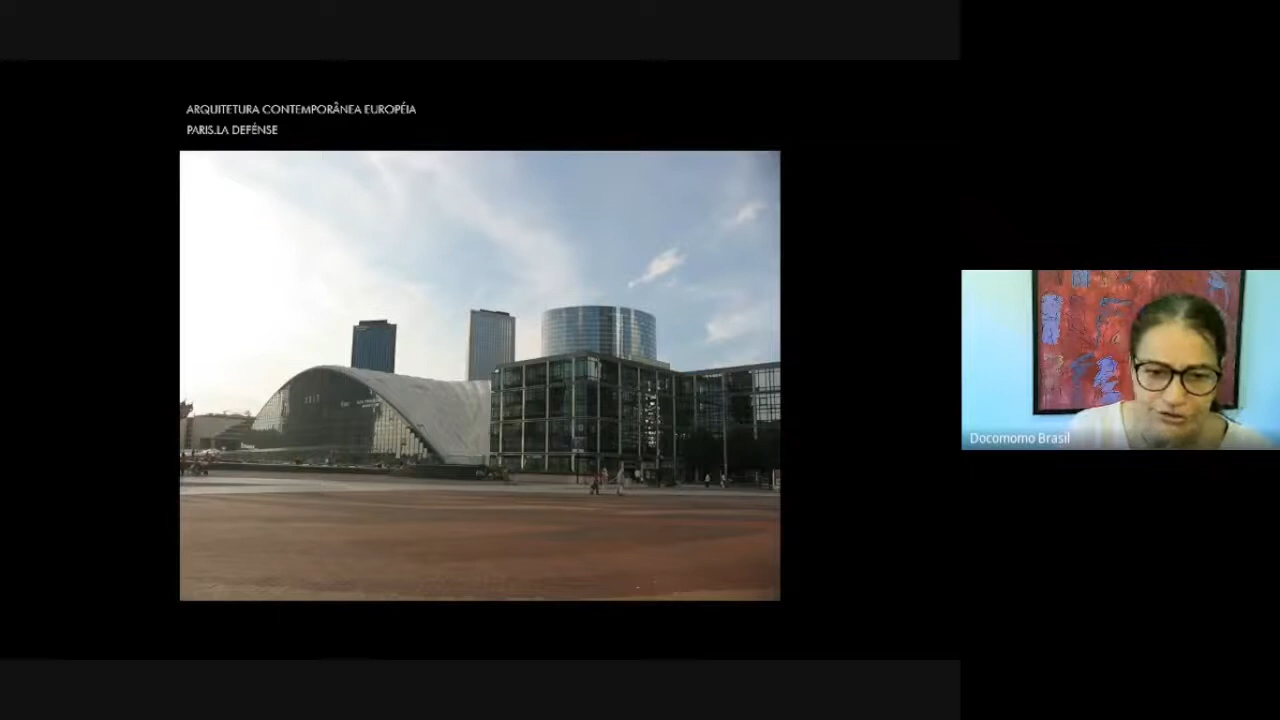 ARQUITETURA CONTEMPORÂNEA EUROPÉIA
PARIS.LA DEFÉNSE
Docomomo Brasil